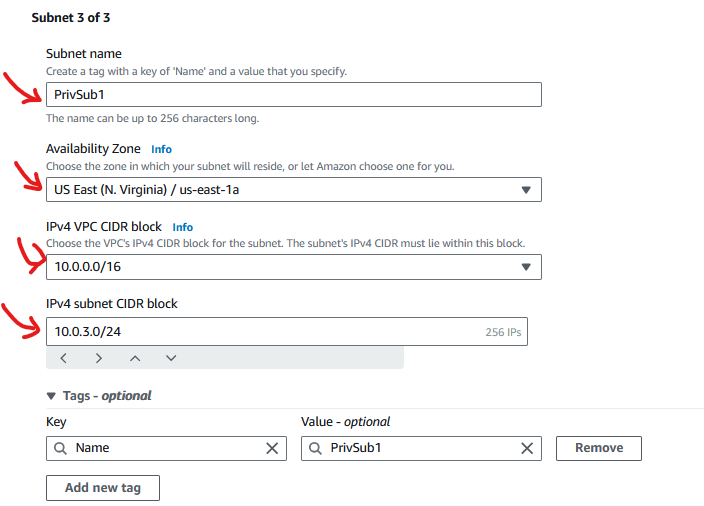 Subnet 3 of 3
Subnet name
Create a tag with a key of 'Name' and a value that you specify.
PrivSub1
The name can be up to 256 characters long.
Availability Zone Info
Choose the zone in which your subnet will reside, or let Amazon choose one for you.
US East (N. Virginia) / us-east-1a
IPv4 VPC CIDR block Info
Choose the VPC's IPv4 CIDR block for the subnet. The subnet's IPv4 CIDR must lie within this block.
10.0.0.0/16
IPv4 subnet CIDR block
10.0.3.0/24 256 IPs
Tags - optional
Key Value - optional
Name PrivSub1 Remove
Add new tag